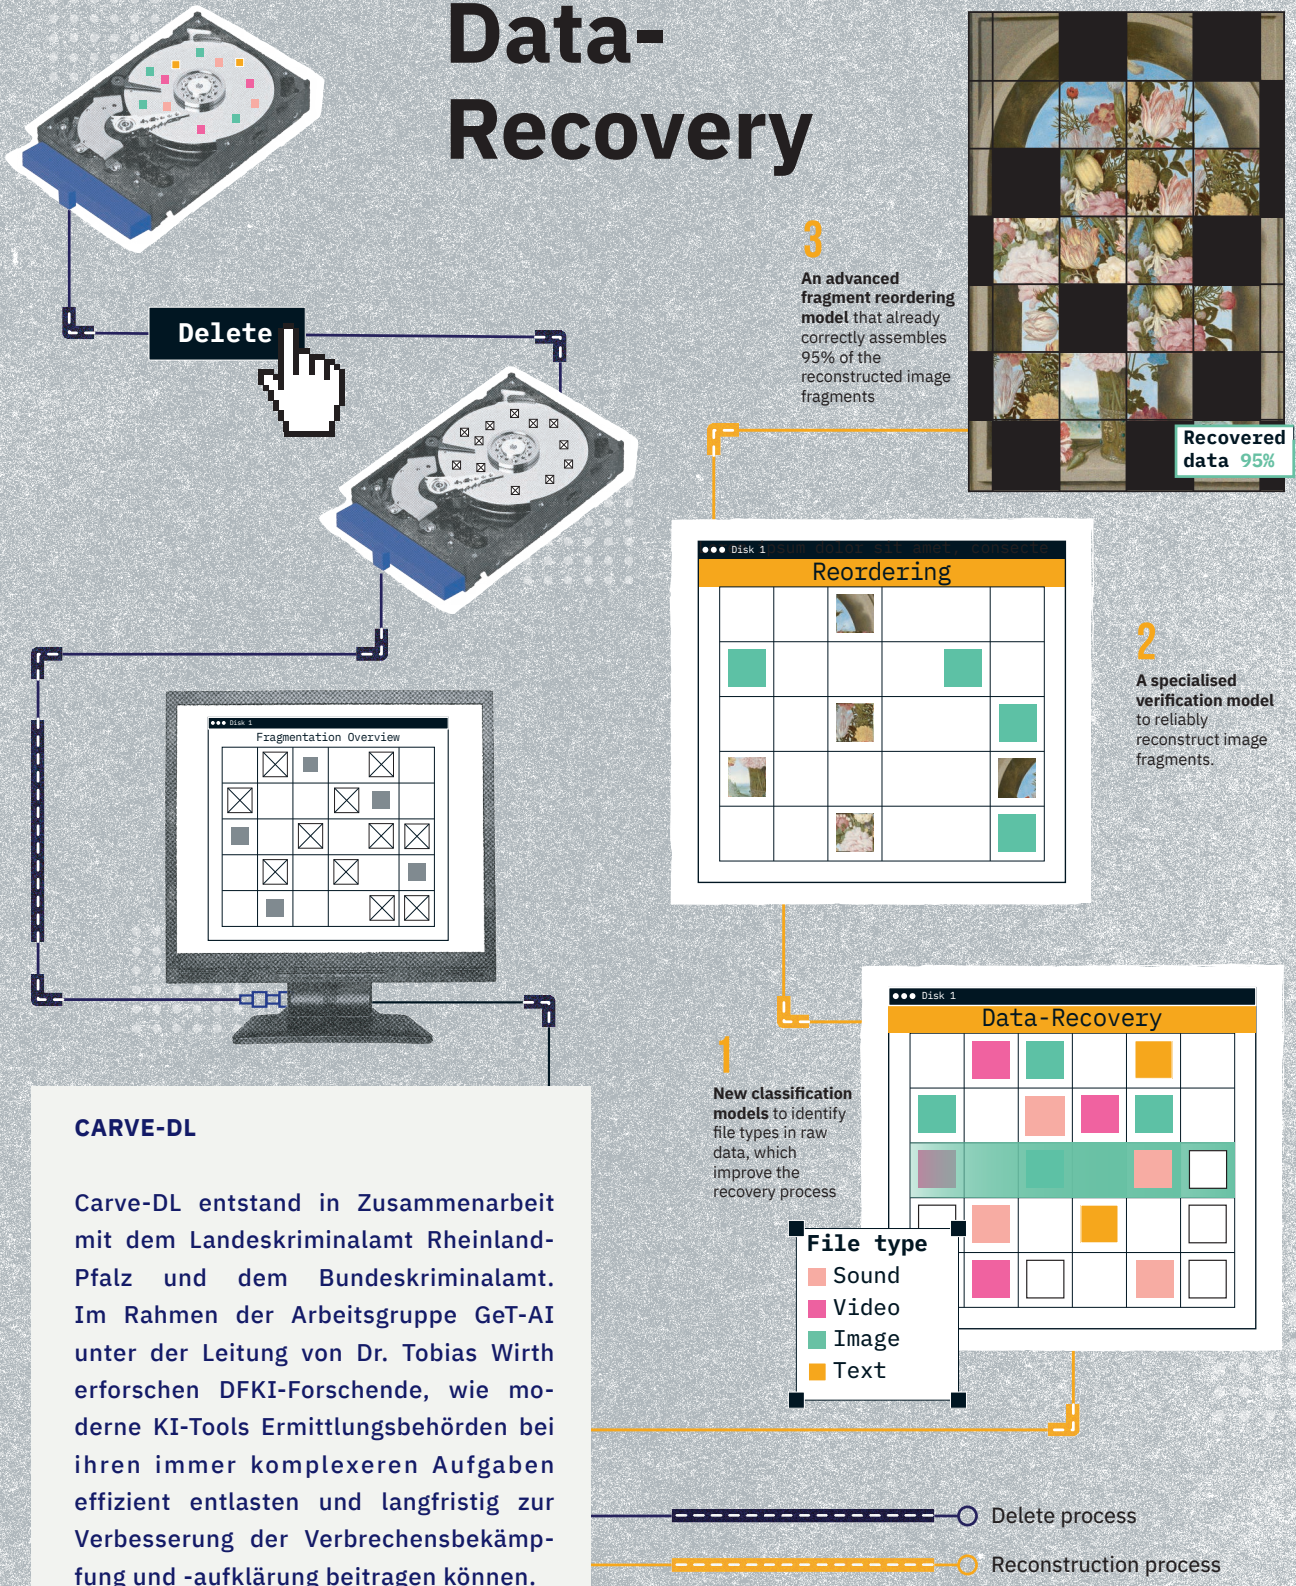 Data-
Recovery
Delete
3
An advanced
fragment reordering
model that already
correctly assembles
95% of the
reconstructed image
fragments
Recovered
data 95%
Disk 1
psum dolor sit amet, consecte
Reordering
2
A specialised
verification model
to reliably
reconstruct image
fragments.
Disk 1
Fragmentation Overview
Disk 1
Data-Recovery
1
New classification
models to identify
file types in raw
data, which
improve the
recovery process
File type
Sound
Video
Image
Text
CARVE-DL
Carve-DL entstand in Zusammenarbeit
mit dem Landeskriminalamt Rheinland-
Pfalz und dem Bundeskriminalamt.
Im Rahmen der Arbeitsgruppe GeT-AI
unter der Leitung von Dr. Tobias Wirth
erforschen DFKI-Forschende, wie mo-
derne KI-Tools Ermittlungsbehörden bei
ihren immer komplexeren Aufgaben
effizient entlasten und langfristig zur
Verbesserung der Verbrechensbekämp-
fung und -aufklärung beitragen können.
Delete process
Reconstruction process